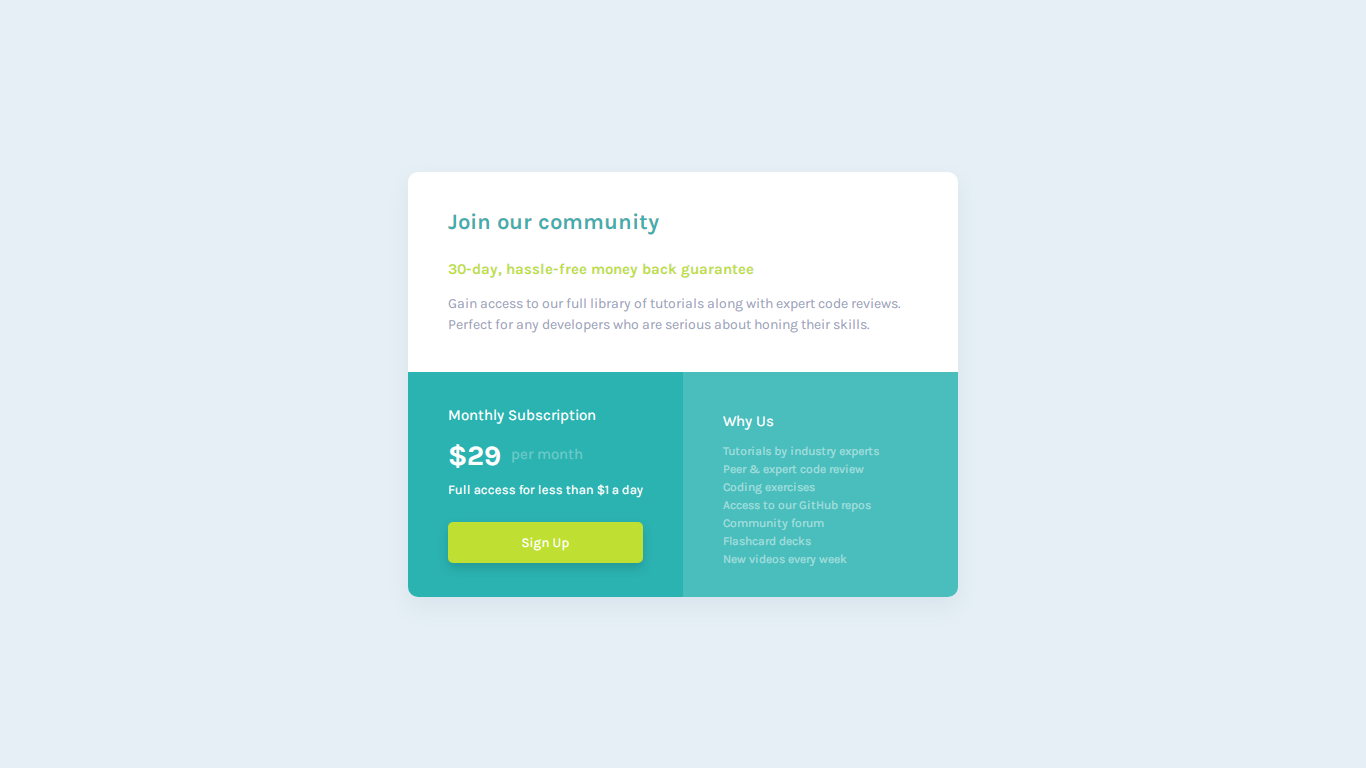 Join our community
30-day, hassle-free money back guarantee
Gain access to our full library of tutorials along with expert code reviews.
Perfect for any developers who are serious about honing their skills.
Monthly Subscription
$29 per month
Full access for less than $1 a day
Sign Up
Why Us
Tutorials by industry experts
Peer & expert code review
Coding exercises
Access to our GitHub repos
Community forum
Flashcard decks
New videos every week